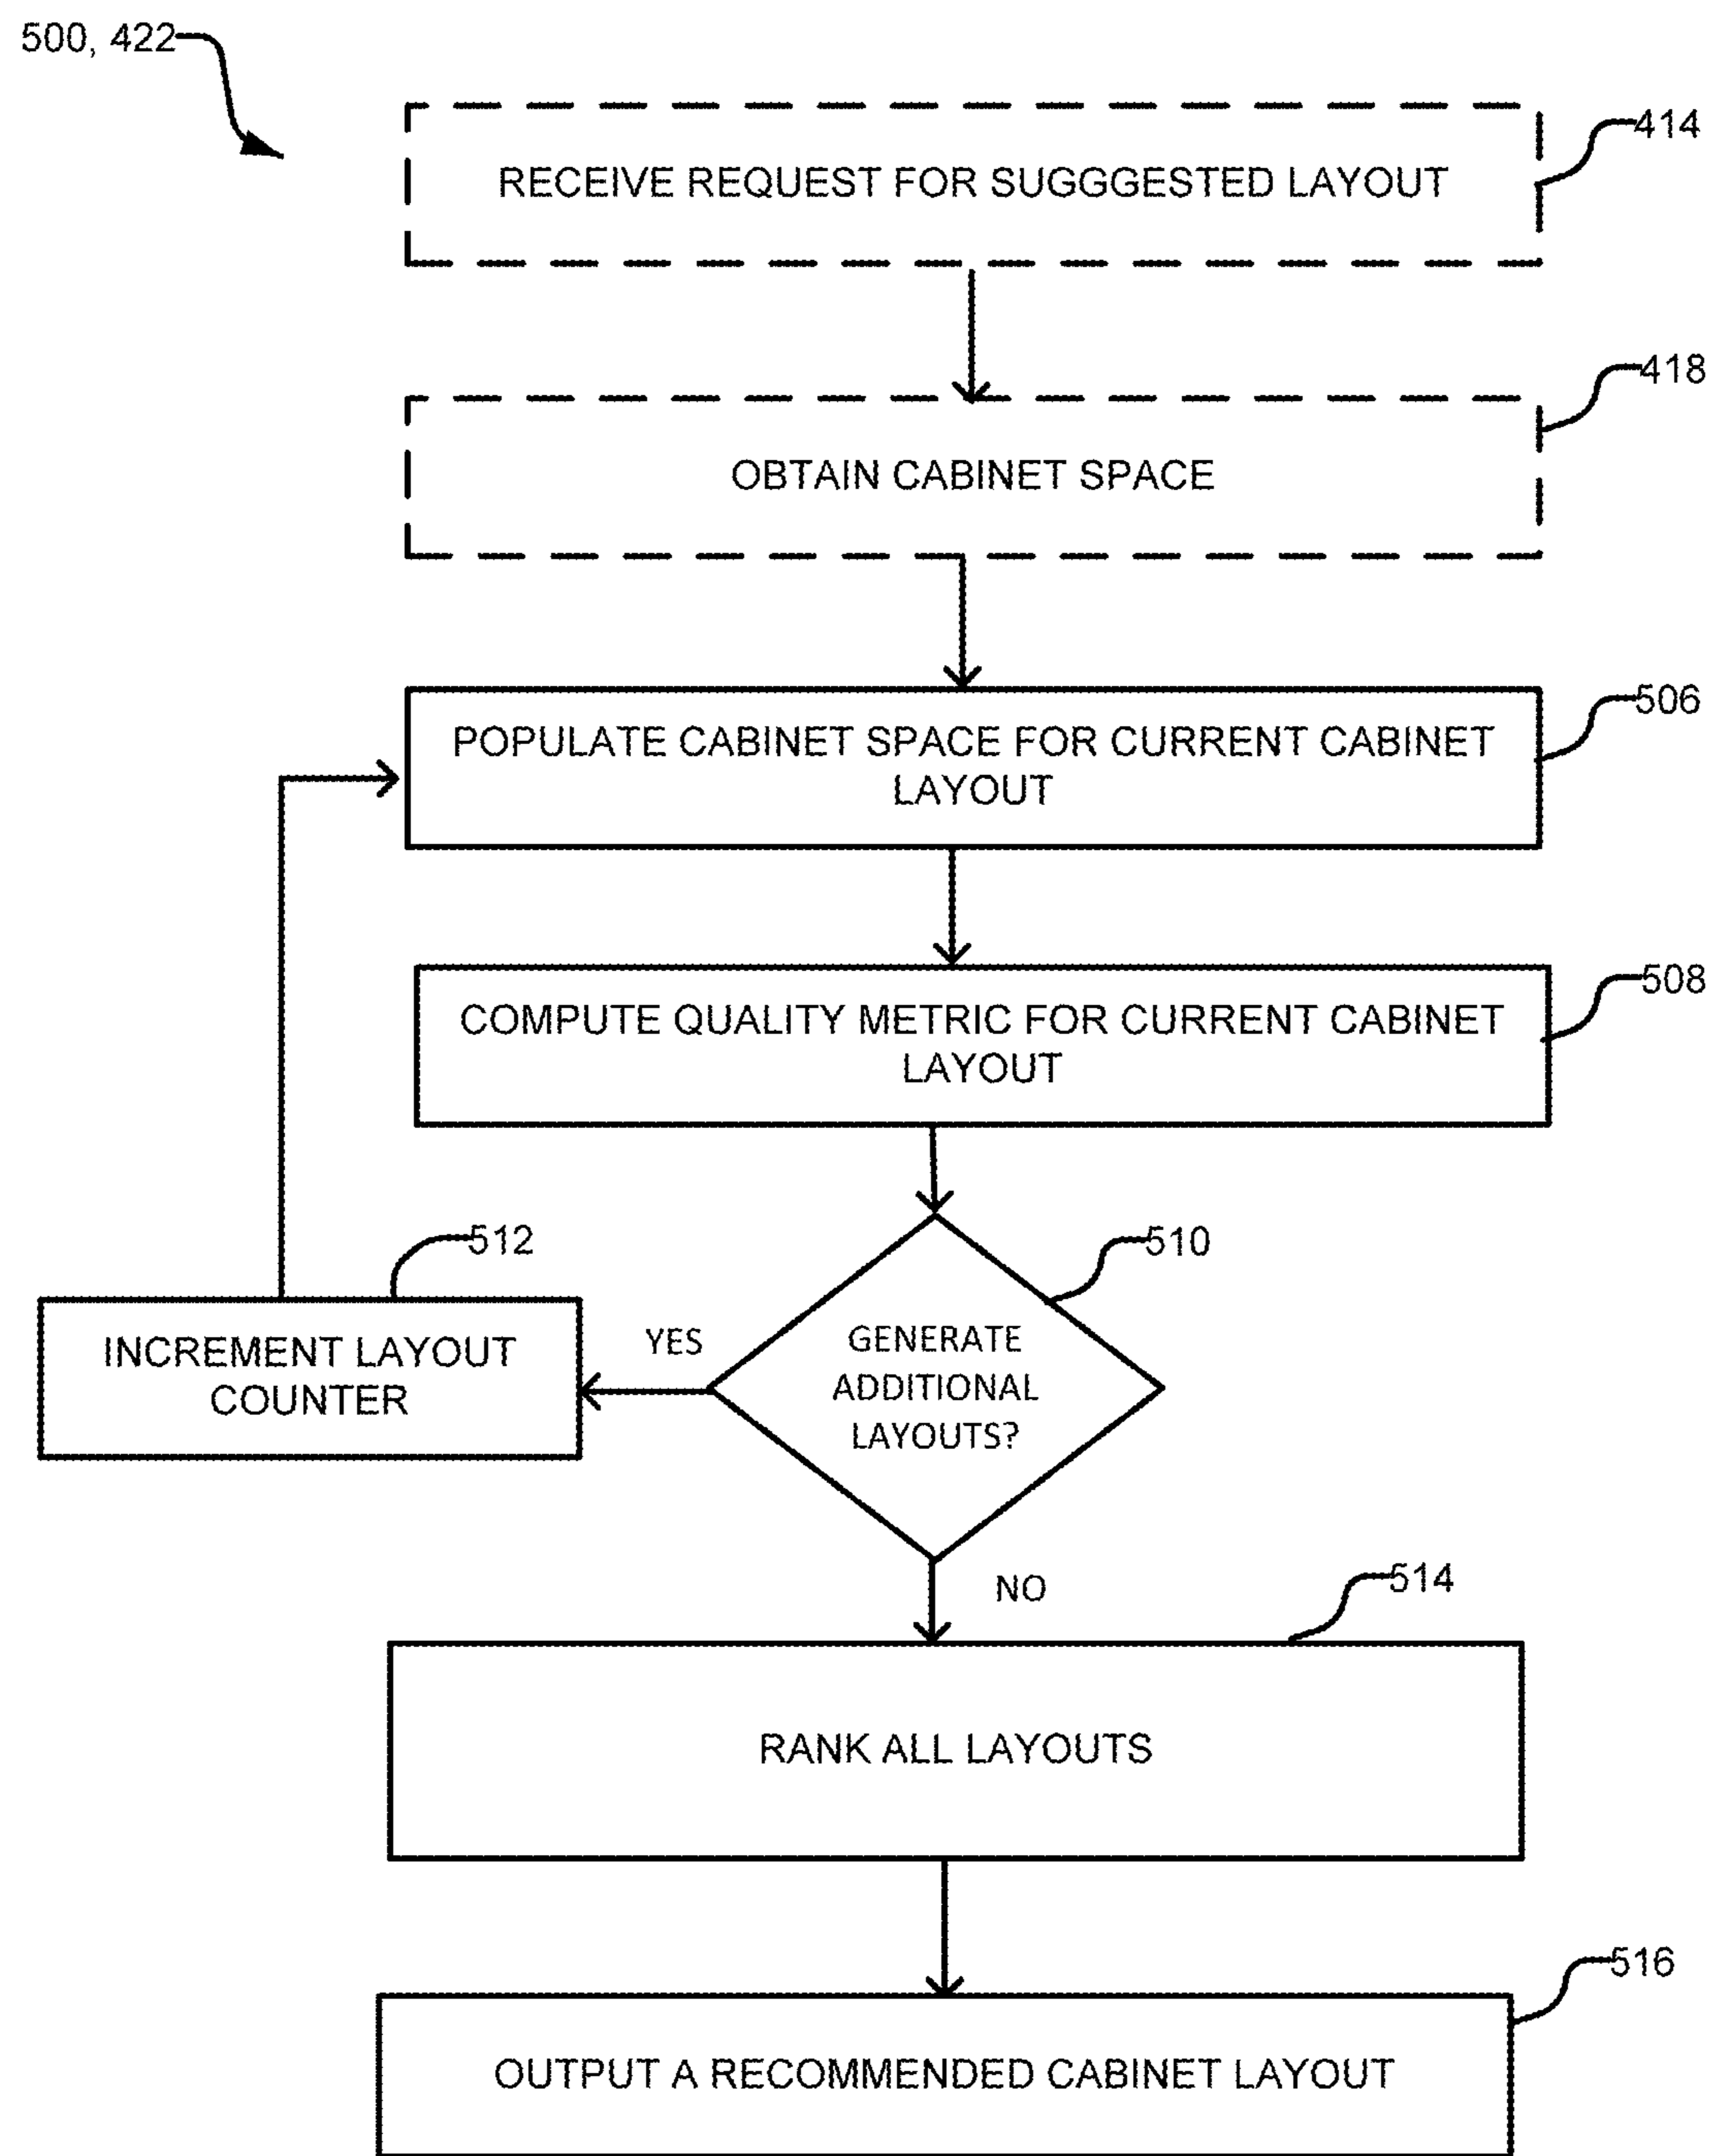 500, 422
414
RECEIVE REQUEST FOR SUGGGESTED LAYOUT
418
OBTAIN CABINET SPACE
506
POPULATE CABINET SPACE FOR CURRENT CABINET
LAYOUT
508
COMPUTE QUALITY METRIC FOR CURRENT CABINET
LAYOUT
512
510
INCREMENT LAYOUT
COUNTER
YES
GENERATE
ADDITIONAL
LAYOUTS?
NO
514
RANK ALL LAYOUTS
516
OUTPUT A RECOMMENDED CABINET LAYOUT